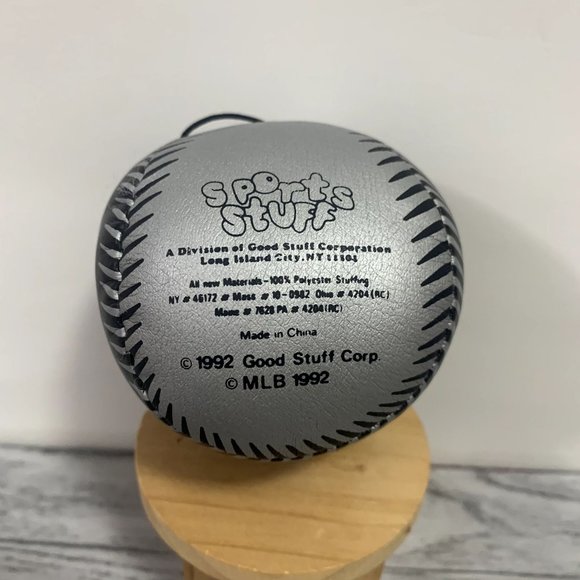 Sports
Stuff
A Division of Good Stuff Corporation
Long Island City, NY 11101
All new Materials-100% Polyester Stuffing
NY # 46172 # Mass # 10-0982 Ohio # 4204(RC)
# 7628 PA # 4204(RC)
Made in China
© 1992 Good Stuff Corp.
© MLB 1992